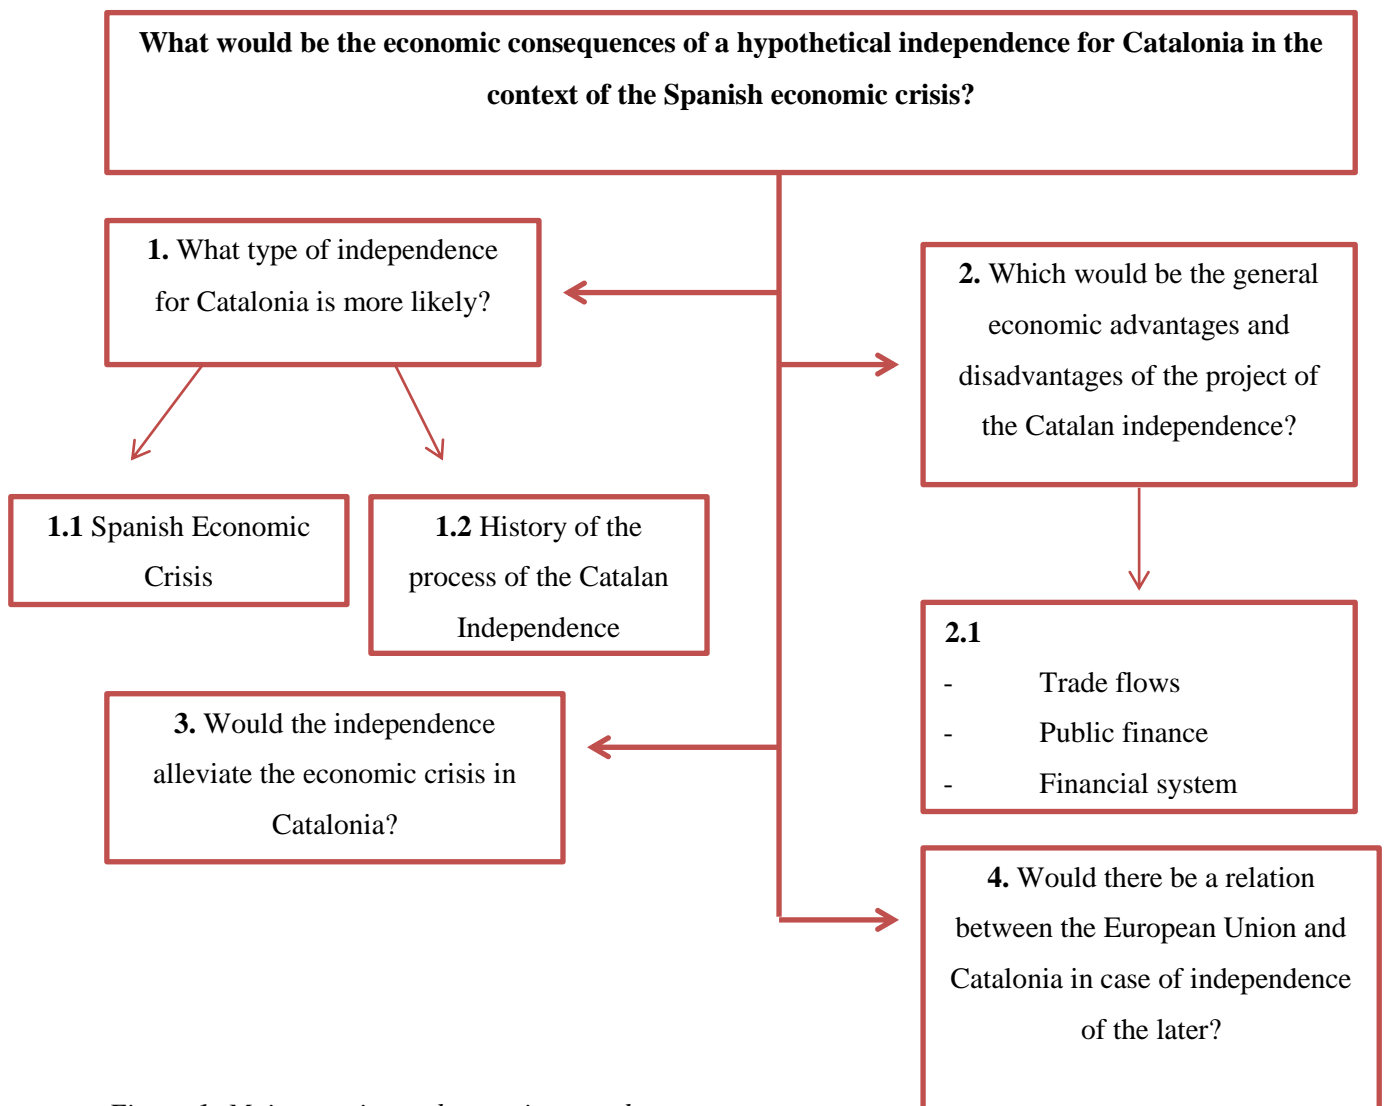 What would be the economic consequences of a hypothetical independence for Catalonia in the
context of the Spanish economic crisis?
1. What type of independence
for Catalonia is more likely?
2. Which would be the general
economic advantages and
disadvantages of the project of
the Catalan independence?
1.1 Spanish Economic
Crisis
1.2 History of the
process of the Catalan
Independence
2.1
- Trade flows
- Public finance
- Financial system
3. Would the independence
alleviate the economic crisis in
Catalonia?
4. Would there be a relation
between the European Union and
Catalonia in case of independence
of the later?
Figure 1: Main